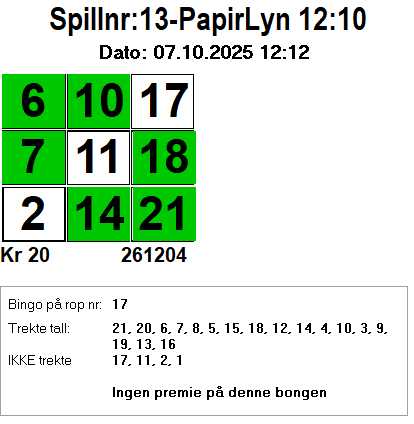 Spillnr:13-PapirLyn 12:10
Dato: 07.10.2025 12:12
6 10 17
7 11 18
2 14 21
Kr 20 261204
Bingo på rop nr: 17
Trekte tall: 21, 20, 6, 7, 8, 5, 15, 18, 12, 14, 4, 10, 3, 9,
19, 13, 16
IKKE trekte 17, 11, 2, 1
Ingen premie på denne bongen